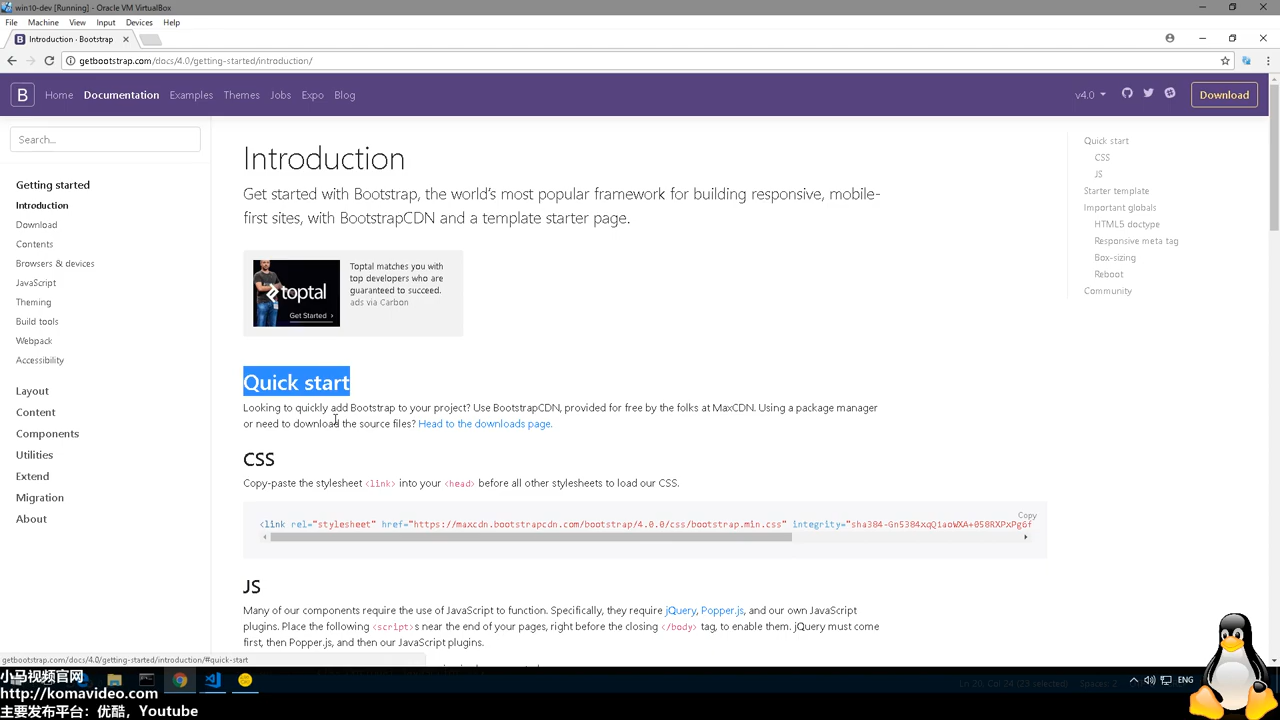 win10-dev [Running] - Oracle VM VirtualBox
File Machine View Input Devices Help
Introduction · Bootstrap
getbootstrap.com/docs/4.0/getting-started/introduction/
B Home Documentation Examples Themes Jobs Expo Blog v4.0 Download
Search...
Getting started
Introduction
Download
Contents
Browsers & devices
JavaScript
Theming
Build tools
Webpack
Accessibility
Layout
Content
Components
Utilities
Extend
Migration
About
Introduction
Get started with Bootstrap, the world's most popular framework for building responsive, mobile-
first sites, with BootstrapCDN and a template starter page.
toptal
Get Started >
Toptal matches you with
top developers who are
guaranteed to succeed.
ads via Carbon
Quick start
Looking to quickly add Bootstrap to your project? Use BootstrapCDN, provided for free by the folks at MaxCDN. Using a package manager
or need to download the source files? Head to the downloads page.
CSS
Copy-paste the stylesheet <link> into your <head> before all other stylesheets to load our CSS.
Copy
<link rel="stylesheet" href="https://maxcdn.bootstrapcdn.com/bootstrap/4.0.0/css/bootstrap.min.css" integrity="sha384-Gn5384xqQ1aoWXA+058RXPxPg6f
JS
Many of our components require the use of JavaScript to function. Specifically, they require jQuery, Popper.js, and our own JavaScript
plugins. Place the following <script>s near the end of your pages, right before the closing </body> tag, to enable them. jQuery must come
first, then Popper.js, and then our JavaScript plugins.
Quick start
CSS
JS
Starter template
Important globals
HTML5 doctype
Responsive meta tag
Box-sizing
Reboot
Community
getbootstrap.com/docs/4.0/getting-started/introduction/#quick-start
小马视频官网
http://komavideo.com
主要发布平台：优酷，Youtube
Ln 20, Col 24 (23 selected) Spaces: 2
ENG